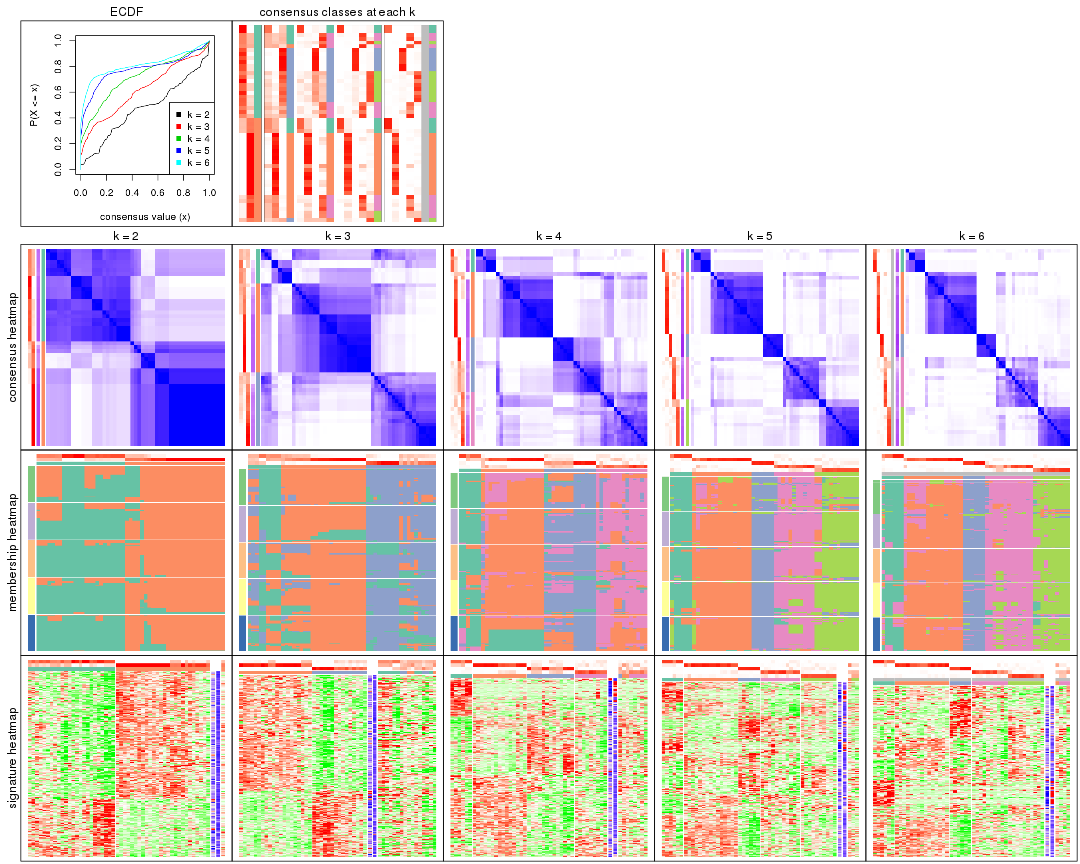 ECDF
consensus classes at each k
P(X <= x)
0.0 0.2 0.4 0.6 0.8 1.0
k = 2
k = 3
k = 4
k = 5
k = 6
0.0 0.2 0.4 0.6 0.8 1.0
consensus value (x)
k = 2
k = 3
k = 4
k = 5
k = 6
consensus heatmap
membership heatmap
signature heatmap